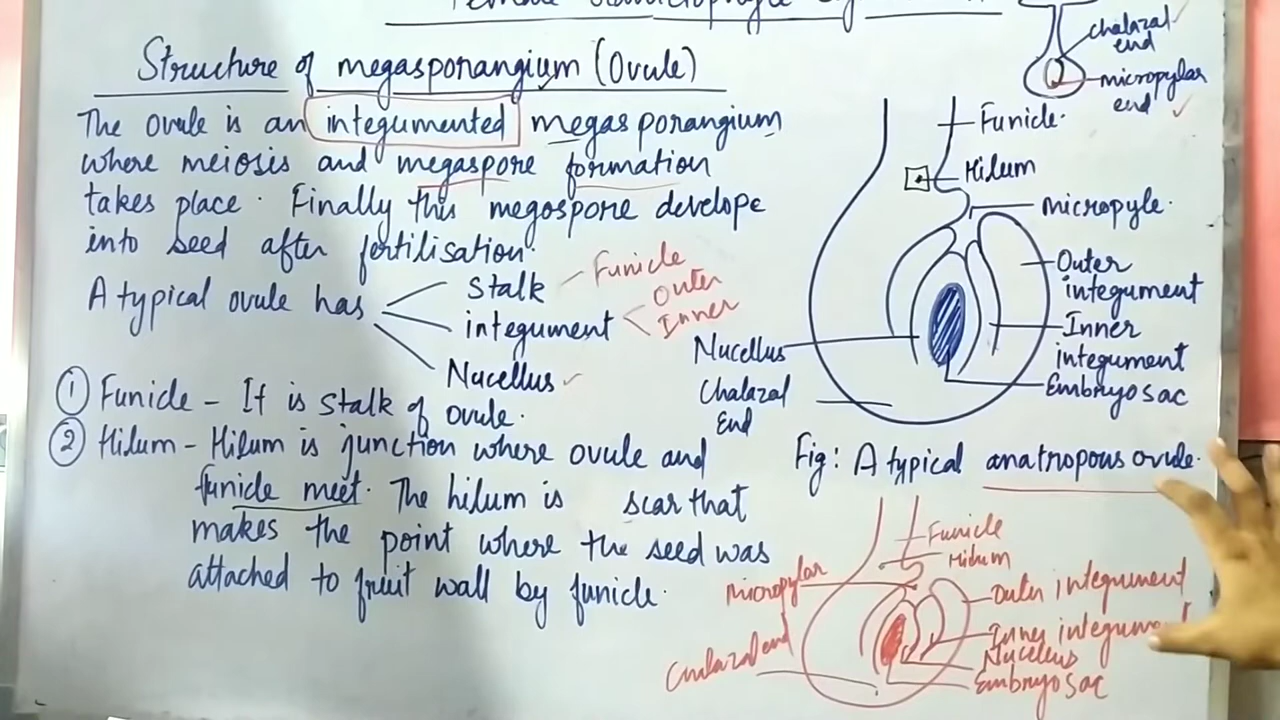 Structure of megasporangium (Ovule)
The Ovule is an integumented megasporangium
where meiosis and megaspore formation
takes place. Finally this megospore develope
into seed after fertilisation.
A typical ovule has
Stalk
Funicle
integument
Outer
Inner
Nucellus
① Funicle - It is stalk of ovule.
② Hilum - Hilum is junction where ovule and
funicle meet. The hilum is scar that
makes the point where the seed was
attached to fruit wall by funicle.
chalazal
end
micropylar
end
Funicle.
Hilum
micropyle.
Outer
integument
Inner
integument
Embryosac
Nucellus
Chalazal
End
Fig: A typical anatropous ovule.
Funicle
Hilum
micropylar
Outer integument
Inner integument
Nucellus
Embryosac
Chalazal end